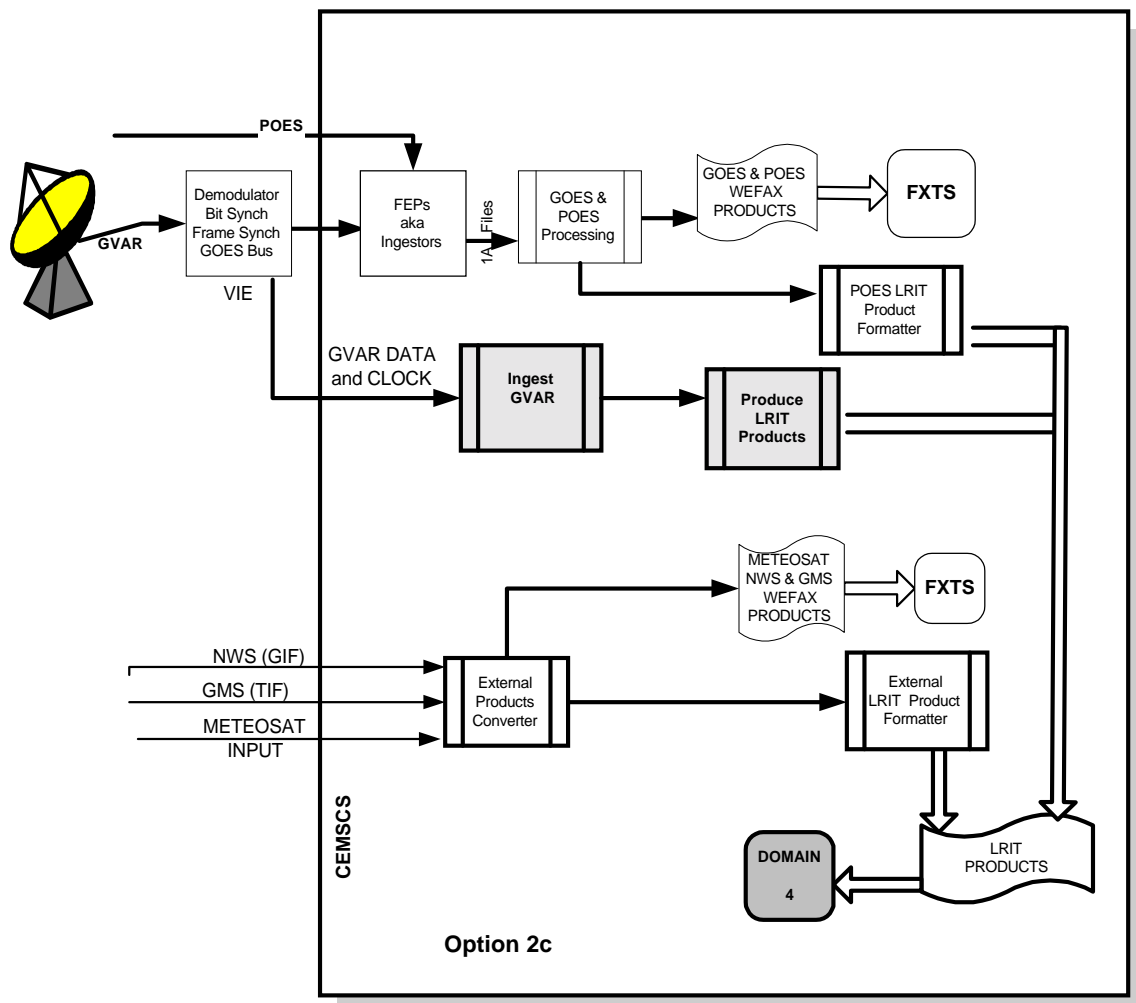 POES
GVAR
Demodulator
Bit Synch
Frame Synch
GOES Bus
VIE
FEPs
aka
Ingestors
1A Files
GOES &
POES
Processing
GOES & POES
WEFAX
PRODUCTS
FXTS
POES LRIT
Product
Formatter
GVAR DATA
and CLOCK
Ingest
GVAR
Produce
LRIT
Products
METEOSAT
NWS & GMS
WEFAX
PRODUCTS
FXTS
NWS (GIF)
GMS (TIF)
METEOSAT
INPUT
External
Products
Converter
External
LRIT Product
Formatter
CEMSCS
DOMAIN
4
LRIT
PRODUCTS
Option 2c